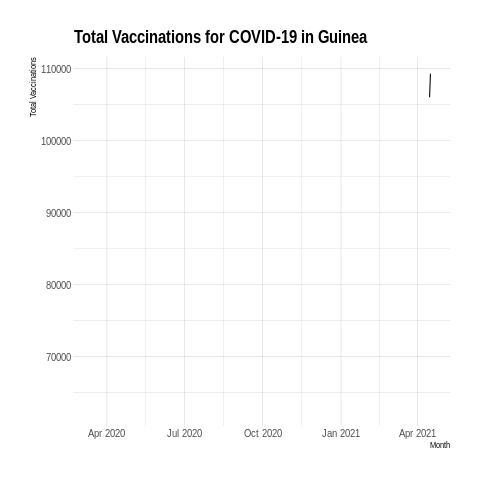 Total Vaccinations for COVID-19 in Guinea
Total Vaccinations
110000
100000
90000
80000
70000
Apr 2020 Jul 2020 Oct 2020 Jan 2021 Apr 2021
Month